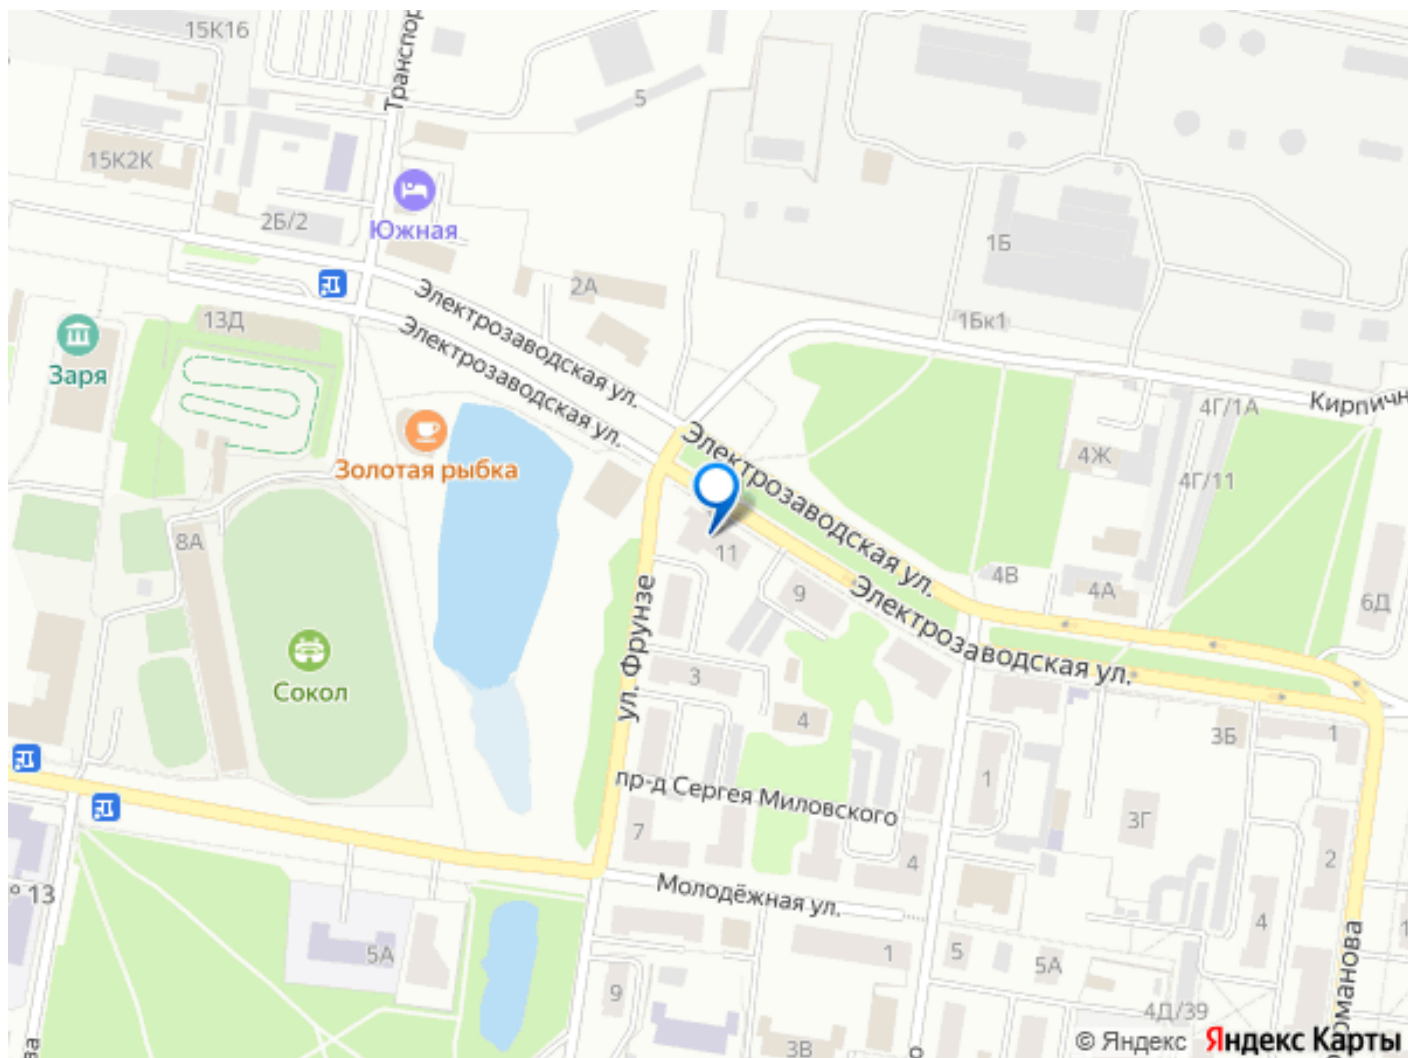 15К16
Транспор
5
15К2К
2Б/2
Южная
1Б
2А
Электрозаводская ул.
1Бк1
13Д
Электрозаводская ул.
Заря
Кирпичн
4Г/1А
Золотая рыбка
Электрозаводская ул.
4Ж
4Г/11
8А
11
4В
4А
9
6Д
Электрозаводская ул.
ул. Фрунзе
Сокол
3
4
3Б
1
1
пр-д Сергея Миловского
7
3Г
2
4
Молодёжная ул.
13
4
5А
1
5
5А
9
4Д/39
3В
© Яндекс
Яндекс Карты